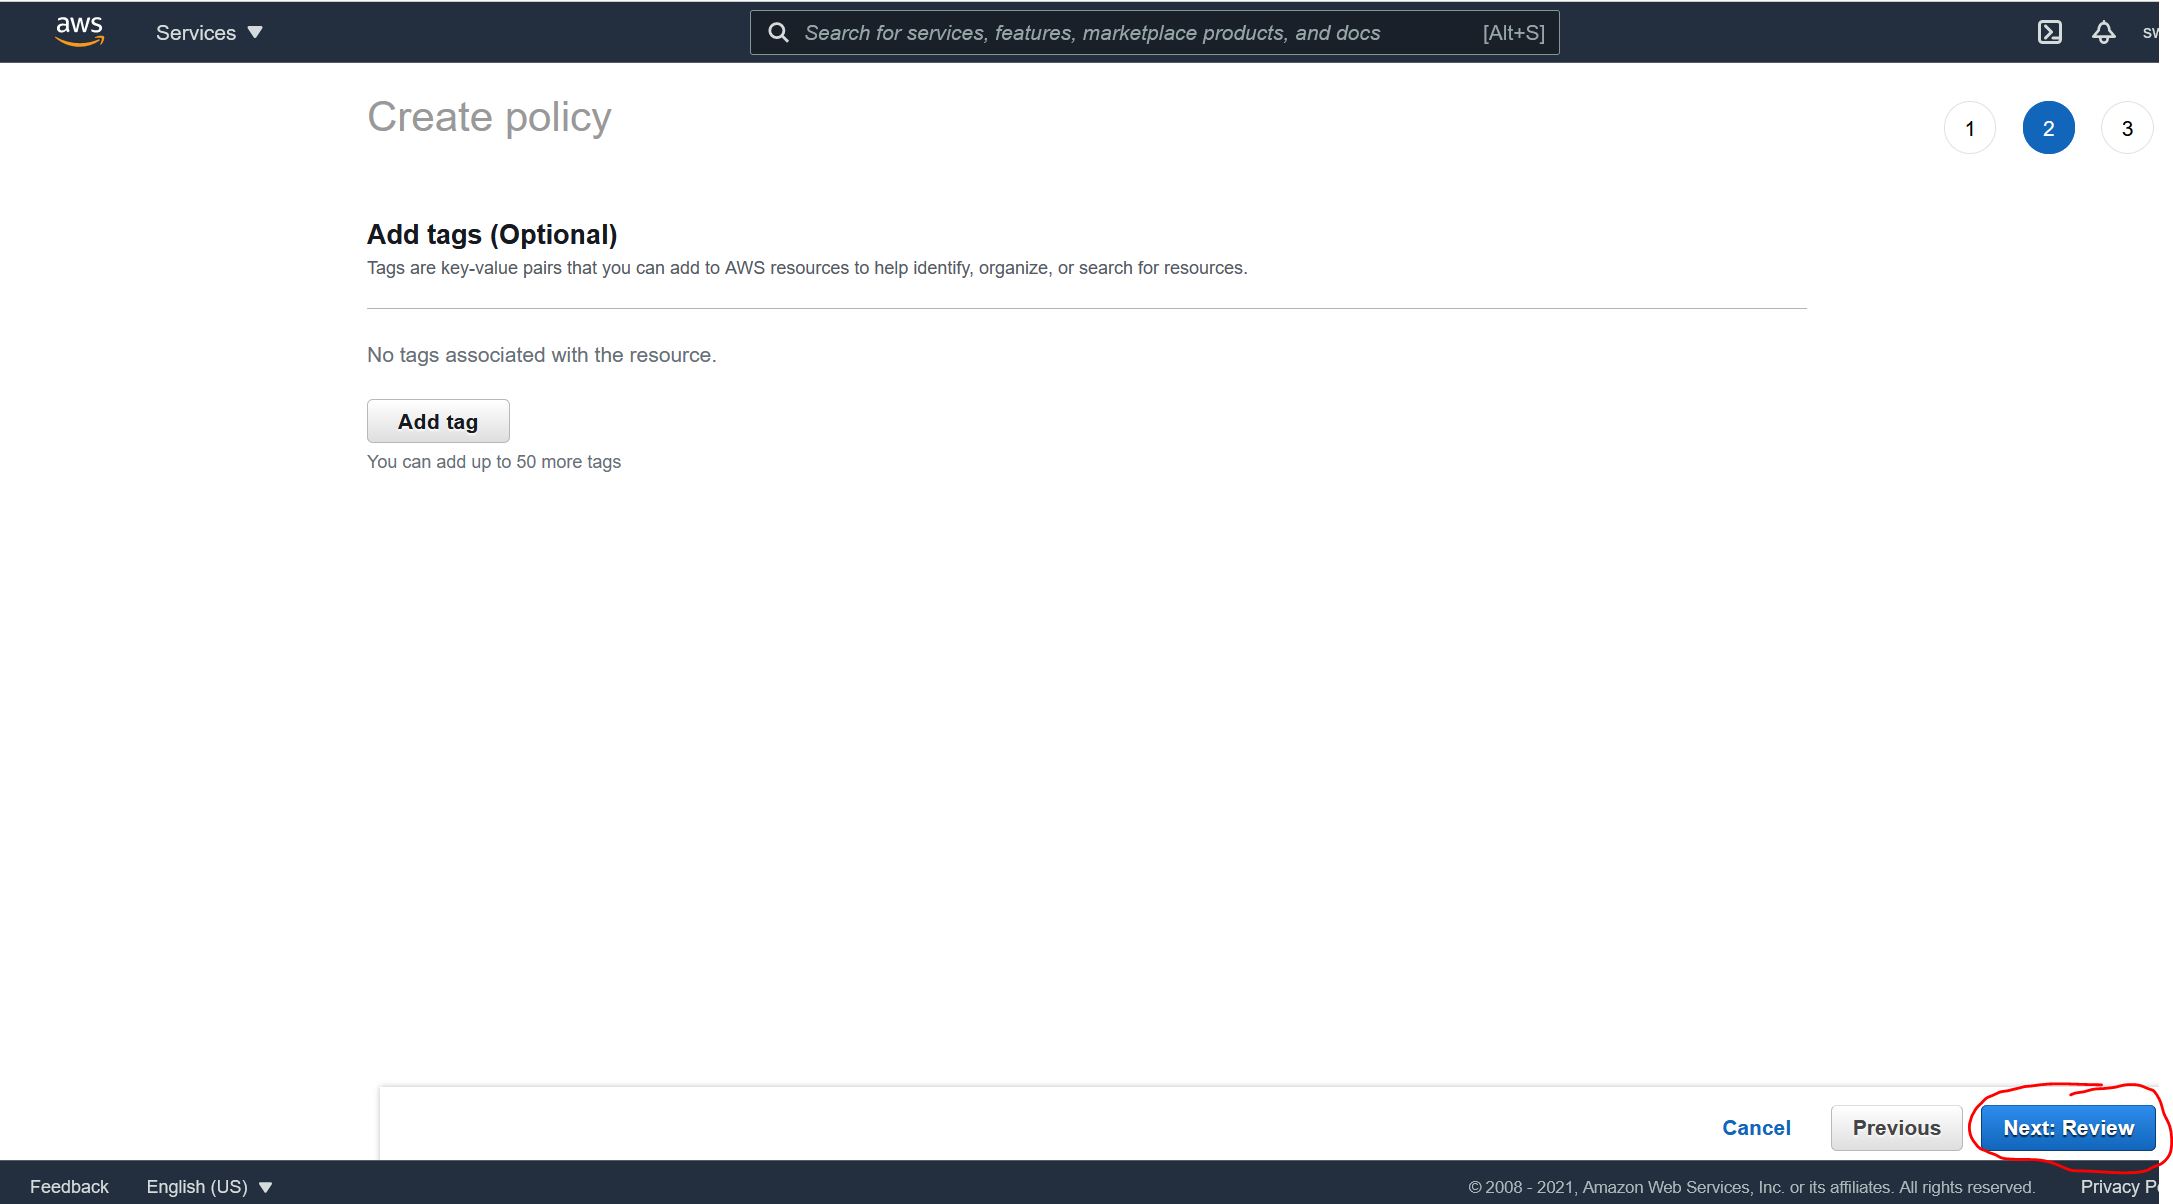 aws Services Search for services, features, marketplace products, and docs [Alt+S]
Create policy
1 2 3
Add tags (Optional)
Tags are key-value pairs that you can add to AWS resources to help identify, organize, or search for resources.
No tags associated with the resource.
Add tag
You can add up to 50 more tags
Cancel Previous Next: Review
Feedback English (US) © 2008 - 2021, Amazon Web Services, Inc. or its affiliates. All rights reserved. Privacy